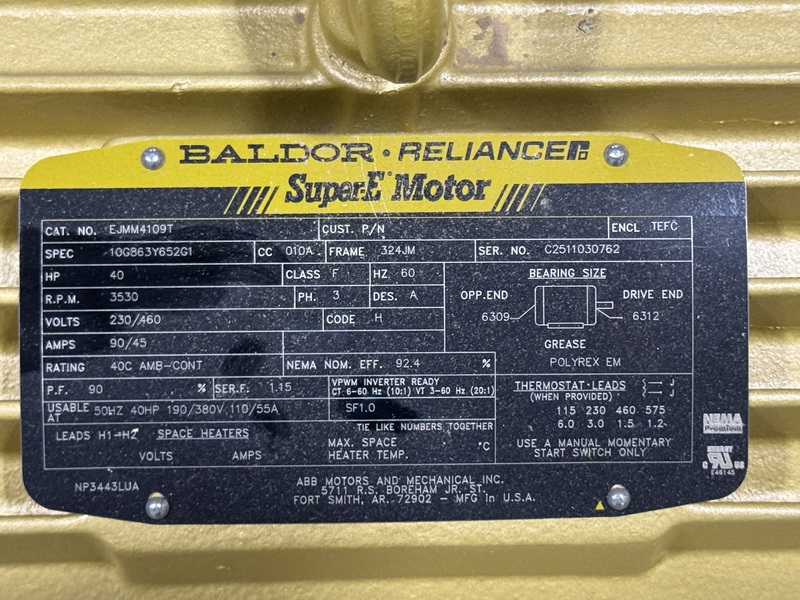 BALDOR · RELIANCE
Super-E Motor
CAT. NO. EJMM4109T CUST. P/N ENCL TEFC
SPEC 10G863Y652G1 CC 010A FRAME 324JM SER. NO. C2511030762
HP 40 CLASS F HZ 60
R.P.M. 3530 PH. 3 DES. A
VOLTS 230/460 CODE H
AMPS 90/45
RATING 40C AMB-CONT NEMA NOM. EFF. 92.4 %
P.F. 90 % SER.F. 1.15 VPWM INVERTER READY
CT 6-60 Hz (10:1) VT 3-60 Hz (20:1)
USABLE AT 50HZ 40HP 190/380V 110/55A SF1.0
BEARING SIZE
OPP.END DRIVE END
6309 6312
GREASE
POLYREX EM
THERMOSTAT-LEADS J
(WHEN PROVIDED) J
115 230 460 575
6.0 3.0 1.5 1.2
USE A MANUAL MOMENTARY
START SWITCH ONLY
TIE LIKE NUMBERS TOGETHER
LEADS H1-H2 SPACE HEATERS
VOLTS AMPS MAX. SPACE HEATER TEMP. °C
NEMA
Premium
ENERGY
C UR US
E46145
NP3443LUA
ABB MOTORS AND MECHANICAL INC.
5711 R.S. BOREHAM JR. ST.
FORT SMITH, AR. 72902 - MFG In U.S.A.